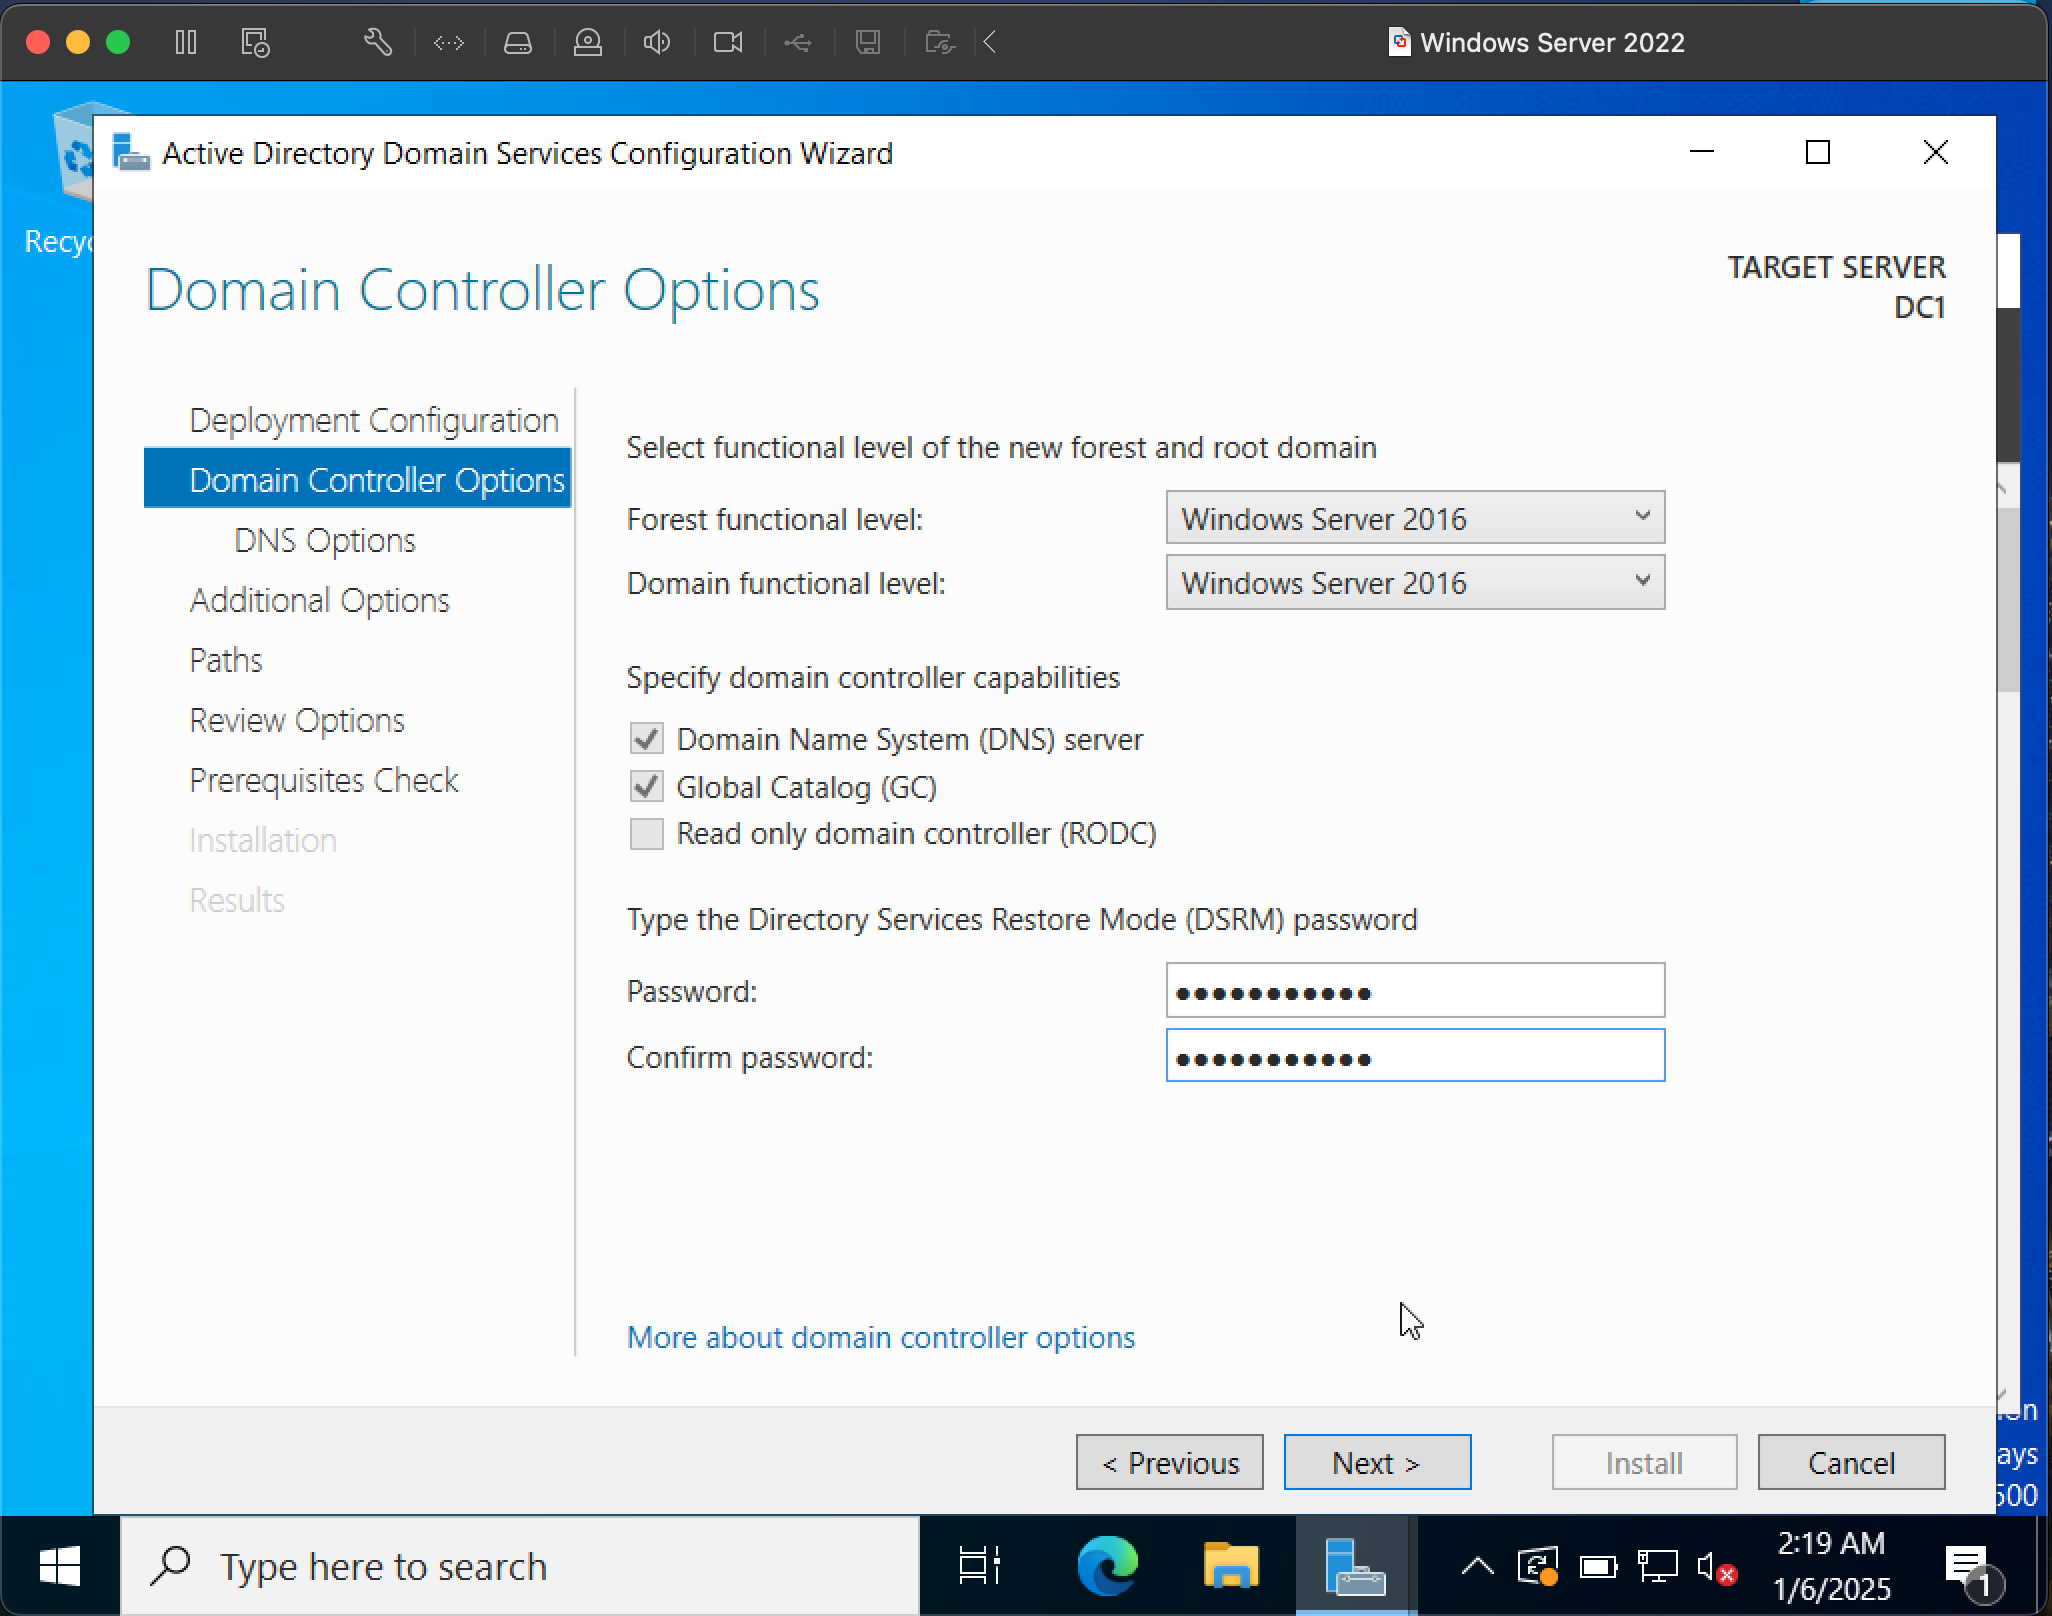 Windows Server 2022
Recyc
Active Directory Domain Services Configuration Wizard
Domain Controller Options
TARGET SERVER
DC1
Deployment Configuration
Domain Controller Options
DNS Options
Additional Options
Paths
Review Options
Prerequisites Check
Installation
Results
Select functional level of the new forest and root domain
Forest functional level: Windows Server 2016
Domain functional level: Windows Server 2016
Specify domain controller capabilities
Domain Name System (DNS) server
Global Catalog (GC)
Read only domain controller (RODC)
Type the Directory Services Restore Mode (DSRM) password
Password: ●●●●●●●●●●●
Confirm password: ●●●●●●●●●●●
More about domain controller options
< Previous Next > Install Cancel
on
ays
500
Type here to search
2:19 AM
1/6/2025
1